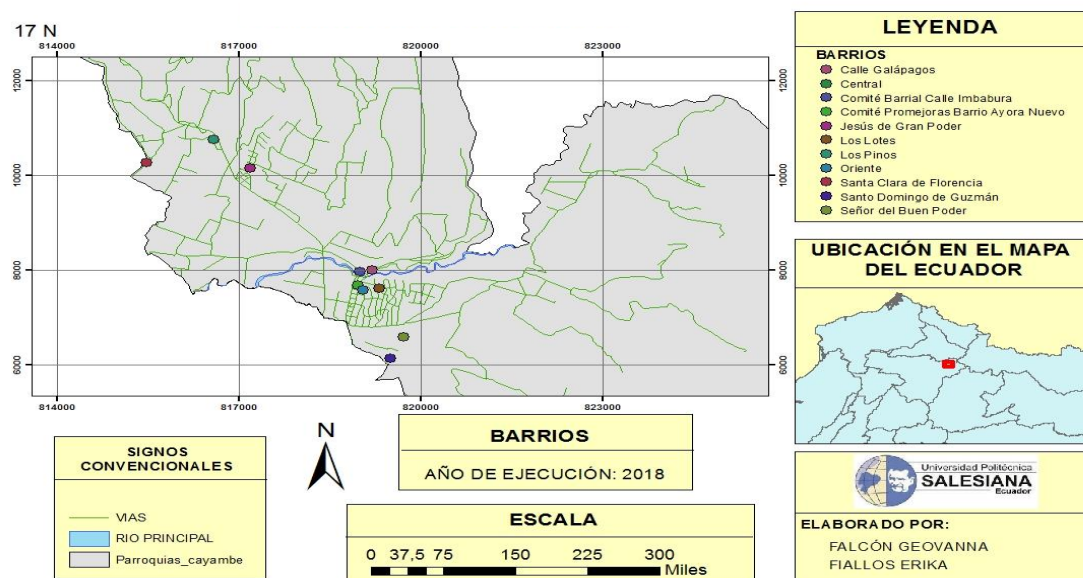 17 N
814000 817000 820000 823000
12000 12000
10000 10000
8000 8000
6000 6000
814000 817000 820000 823000
LEYENDA
BARRIOS
Calle Galápagos
Central
Comité Barrial Calle Imbabura
Comité Promejoras Barrio Ayora Nuevo
Jesús de Gran Poder
Los Lotes
Los Pinos
Oriente
Santa Clara de Florencia
Santo Domingo de Guzmán
Señor del Buen Poder
UBICACIÓN EN EL MAPA
DEL ECUADOR
SIGNOS
CONVENCIONALES
VIAS
RIO PRINCIPAL
Parroquias_cayambe
N
BARRIOS
AÑO DE EJECUCIÓN: 2018
ESCALA
0 37,5 75 150 225 300
Miles
Universidad Politécnica
SALESIANA
Ecuador
ELABORADO POR:
FALCÓN GEOVANNA
FIALLOS ERIKA